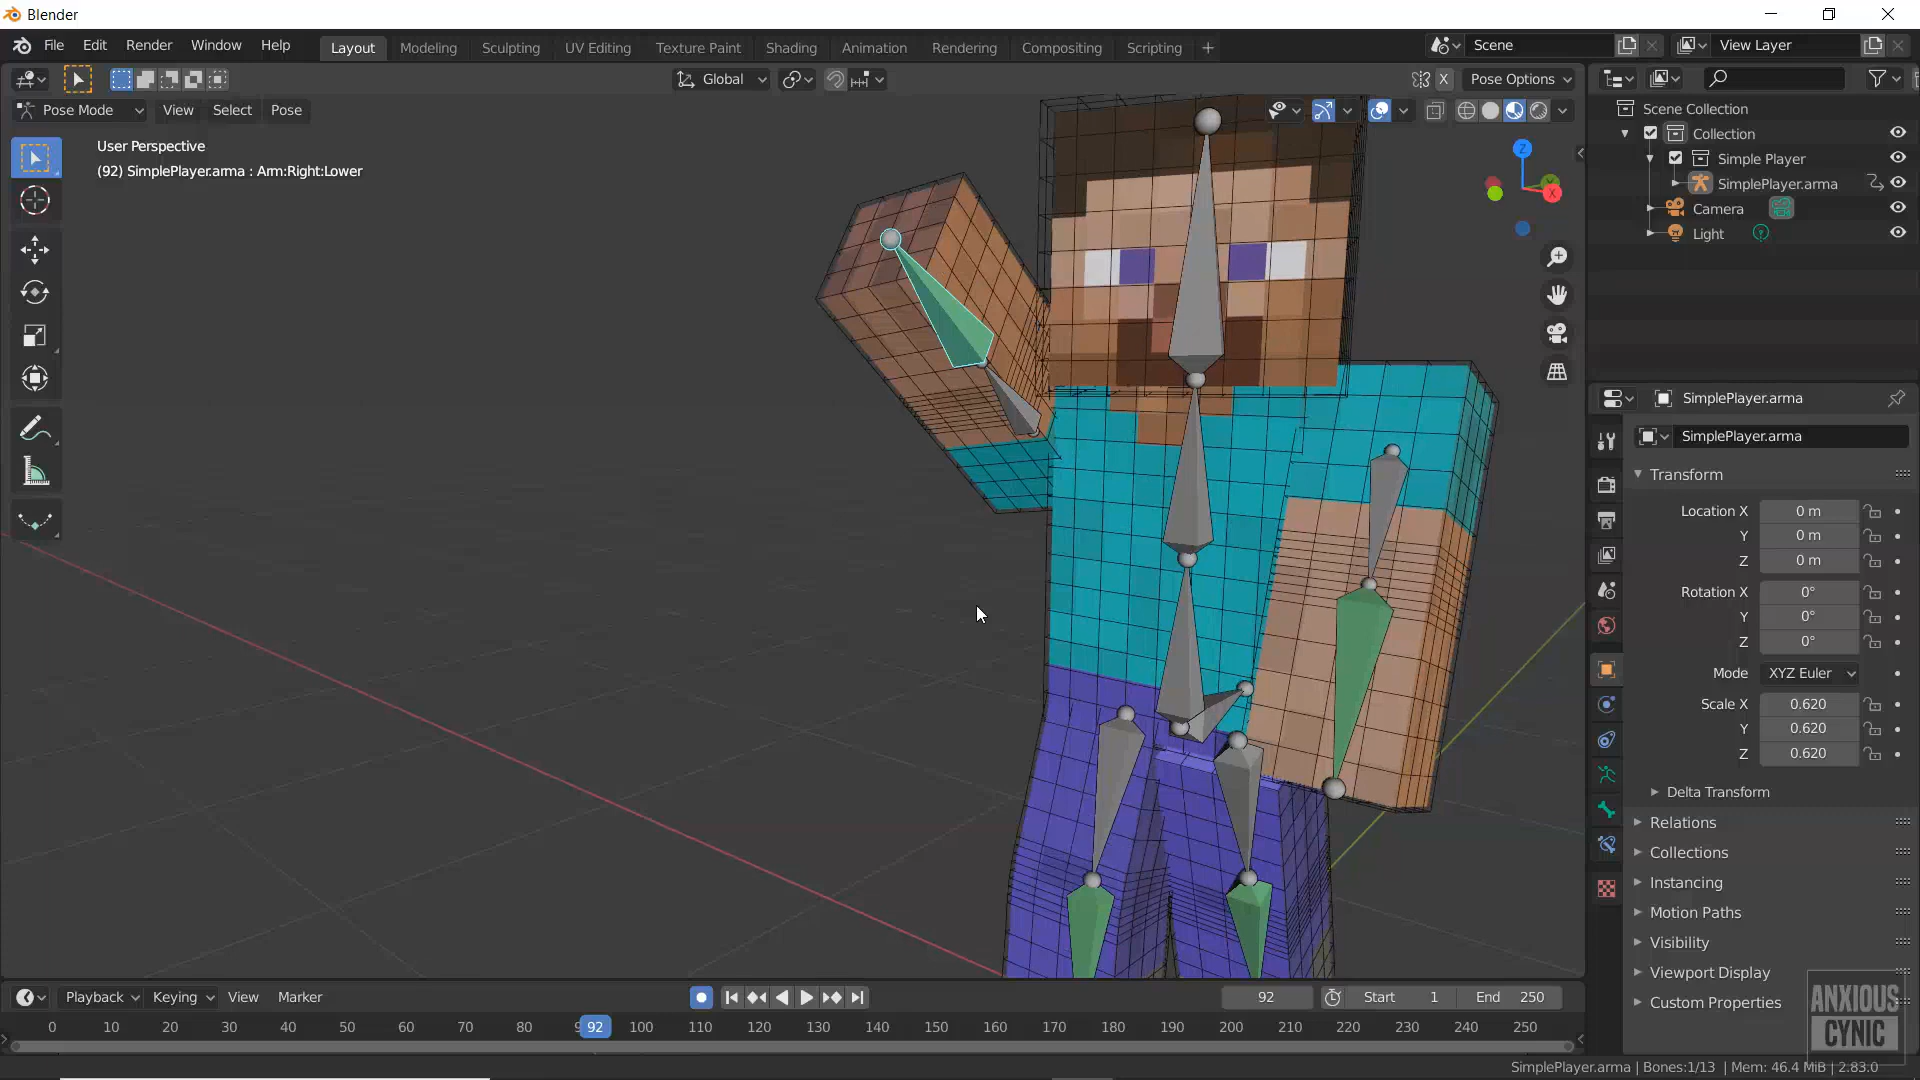 Blender
File Edit Render Window Help
Layout Modeling Sculpting UV Editing Texture Paint Shading Animation Rendering Compositing Scripting +
Scene
View Layer
Global
X
Pose Options
Pose Mode View Select Pose
User Perspective
(92) SimplePlayer.arma : Arm:Right:Lower
Z
X
Scene Collection
Collection
Simple Player
SimplePlayer.arma
Camera
Light
SimplePlayer.arma
SimplePlayer.arma
Transform
Location X 0 m
Y 0 m
Z 0 m
Rotation X 0°
Y 0°
Z 0°
Mode XYZ Euler
Scale X 0.620
Y 0.620
Z 0.620
Delta Transform
Relations
Collections
Instancing
Motion Paths
Visibility
Viewport Display
Custom Properties
Playback Keying View Marker
92
Start 1
End 250
0 10 20 30 40 50 60 70 80 92 100 110 120 130 140 150 160 170 180 190 200 210 220 230 240 250
ANXIOUS
CYNIC
SimplePlayer.arma | Bones:1/13 | Mem: 46.4 MiB | 2.83.0